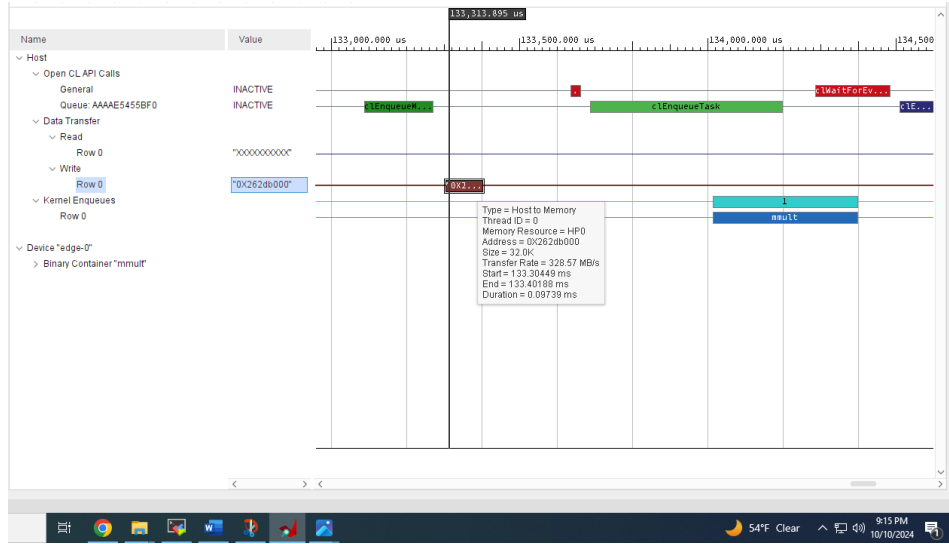 133,313.895 us
Name Value 133,000.000 us 133,500.000 us 134,000.000 us 134,500
Host
Open CL API Calls
General INACTIVE . clWaitForEv...
Queue: AAAAE5455BF0 INACTIVE clEnqueueM... clEnqueueTask clE...
Data Transfer
Read
Row 0 "XXXXXXXXXX"
Write
Row 0 "0X262db000" 0X2...
Kernel Enqueues 1
Row 0 mmult
Type = Host to Memory
Thread ID = 0
Memory Resource = HP0
Address = 0X262db000
Size = 32.0K
Transfer Rate = 328.57 MB/s
Start = 133.30449 ms
End = 133.40188 ms
Duration = 0.09739 ms
Device "edge-0"
Binary Container "mmult"
54°F Clear 9:15 PM
10/10/2024